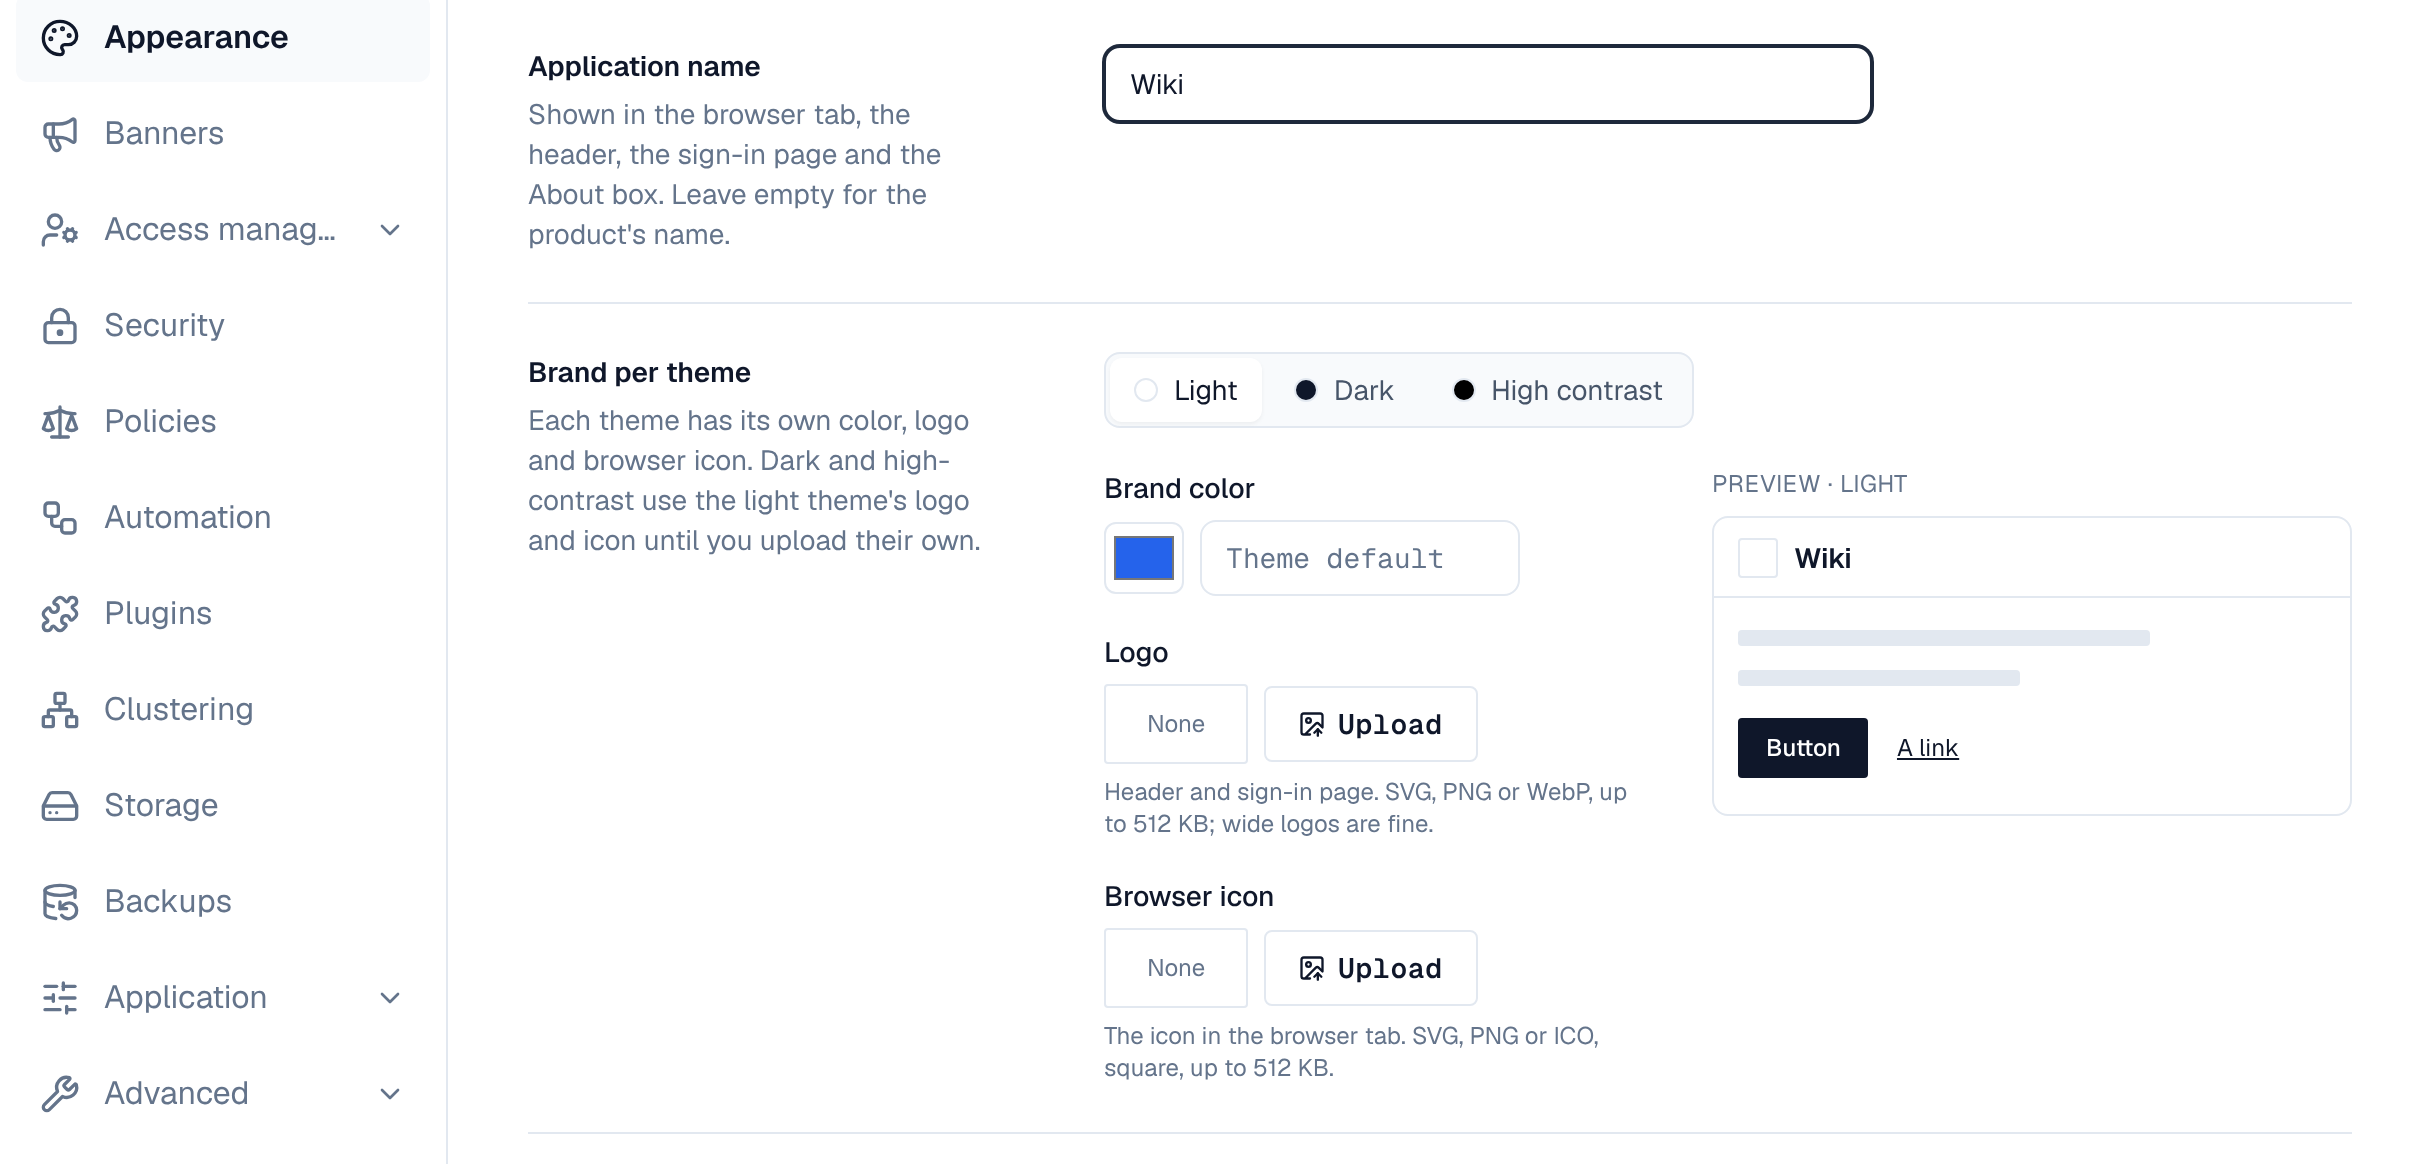 Appearance
Banners
Access manag...
Security
Policies
Automation
Plugins
Clustering
Storage
Backups
Application
Advanced
Application name
Shown in the browser tab, the
header, the sign-in page and the
About box. Leave empty for the
product's name.
Wiki
Brand per theme
Each theme has its own color, logo
and browser icon. Dark and high-
contrast use the light theme's logo
and icon until you upload their own.
Light
Dark
High contrast
Brand color
Theme default
Logo
None
Upload
Header and sign-in page. SVG, PNG or WebP, up
to 512 KB; wide logos are fine.
Browser icon
None
Upload
The icon in the browser tab. SVG, PNG or ICO,
square, up to 512 KB.
PREVIEW · LIGHT
Wiki
Button
A link